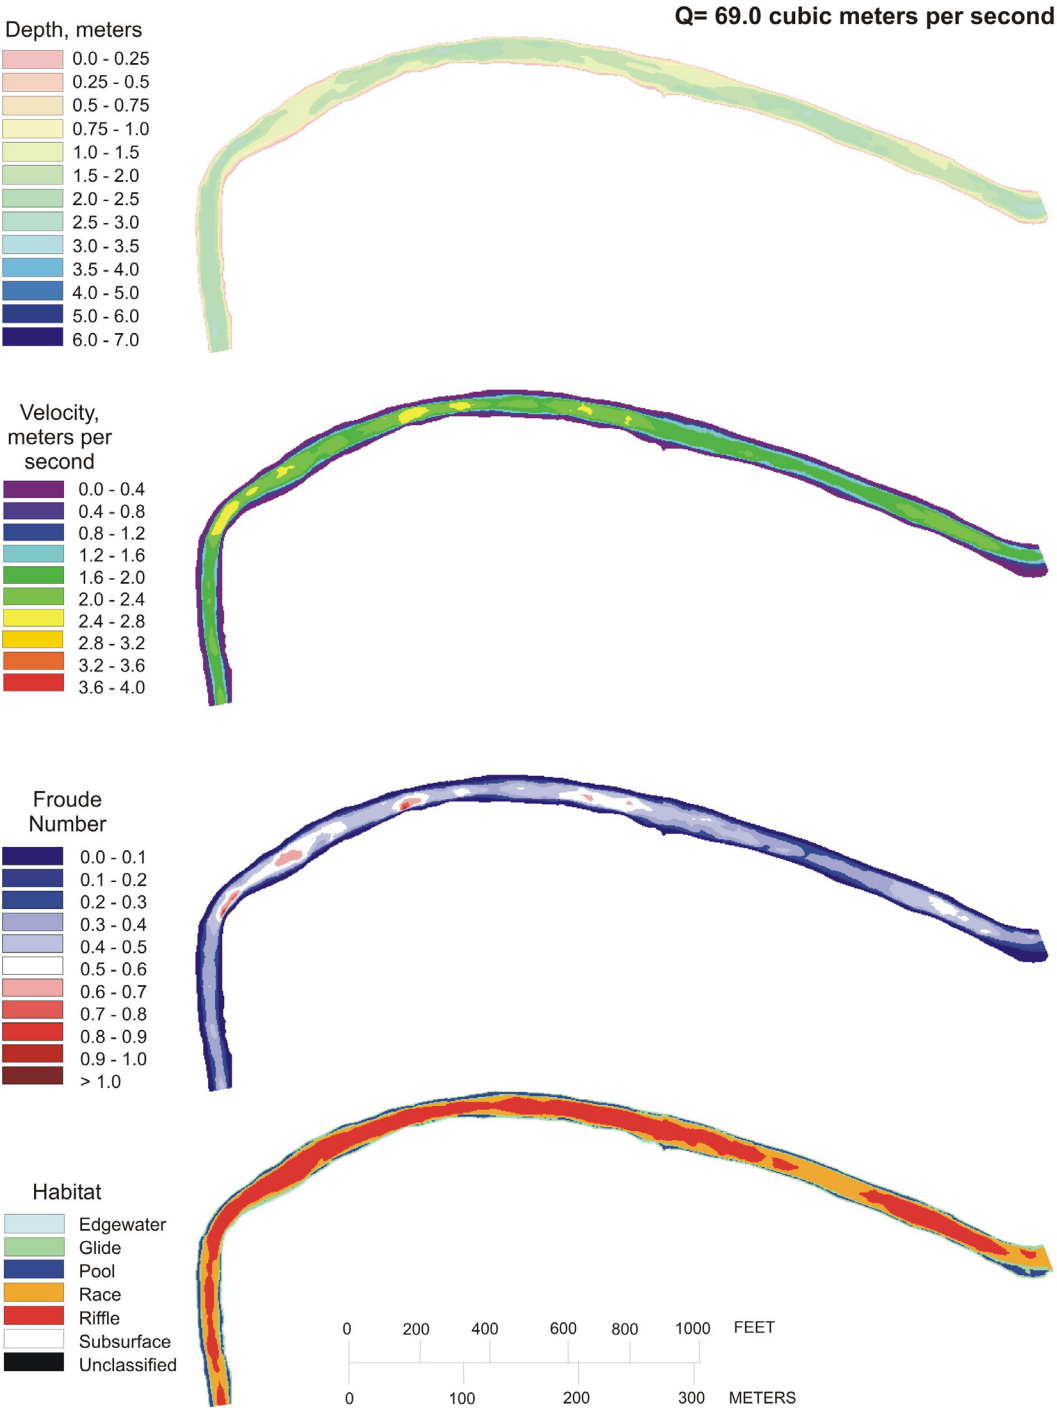 Q= 69.0 cubic meters per second
Depth, meters
0.0 - 0.25
0.25 - 0.5
0.5 - 0.75
0.75 - 1.0
1.0 - 1.5
1.5 - 2.0
2.0 - 2.5
2.5 - 3.0
3.0 - 3.5
3.5 - 4.0
4.0 - 5.0
5.0 - 6.0
6.0 - 7.0
Velocity,
meters per
second
0.0 - 0.4
0.4 - 0.8
0.8 - 1.2
1.2 - 1.6
1.6 - 2.0
2.0 - 2.4
2.4 - 2.8
2.8 - 3.2
3.2 - 3.6
3.6 - 4.0
Froude
Number
0.0 - 0.1
0.1 - 0.2
0.2 - 0.3
0.3 - 0.4
0.4 - 0.5
0.5 - 0.6
0.6 - 0.7
0.7 - 0.8
0.8 - 0.9
0.9 - 1.0
> 1.0
Habitat
Edgewater
Glide
Pool
Race
Riffle
Subsurface
Unclassified
0 200 400 600 800 1000 FEET
0 100 200 300 METERS